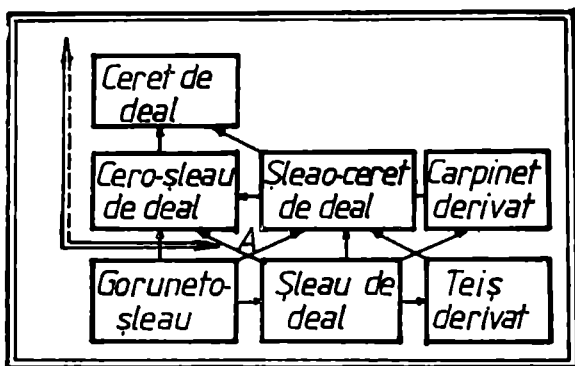 Ceret de
deal
Cero-șleau
de deal
Șleao-ceret
de deal
Carpinet
derivat
A
Goruneto-
șleau
Șleau de
deal
Teiș
derivat